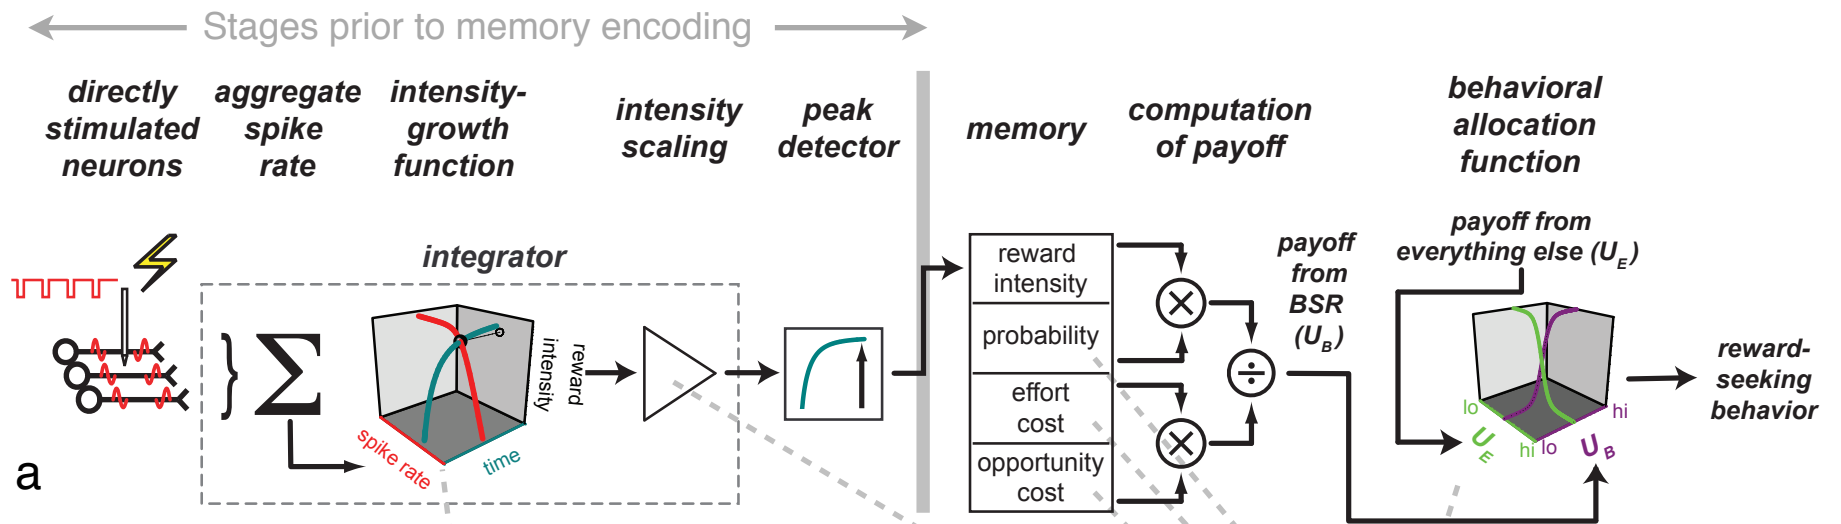 Stages prior to memory encoding
directly
stimulated
neurons
aggregate
spike
rate
intensity-
growth
function
intensity
scaling
peak
detector
memory
computation
of payoff
behavioral
allocation
function
integrator
Σ
spike rate
time
reward
intensity
reward
intensity
probability
effort
cost
opportunity
cost
×
×
÷
payoff
from
BSR
(U_B)
payoff from
everything else (U_E)
lo
hi
U_E
lo
hi
U_B
reward-
seeking
behavior
a